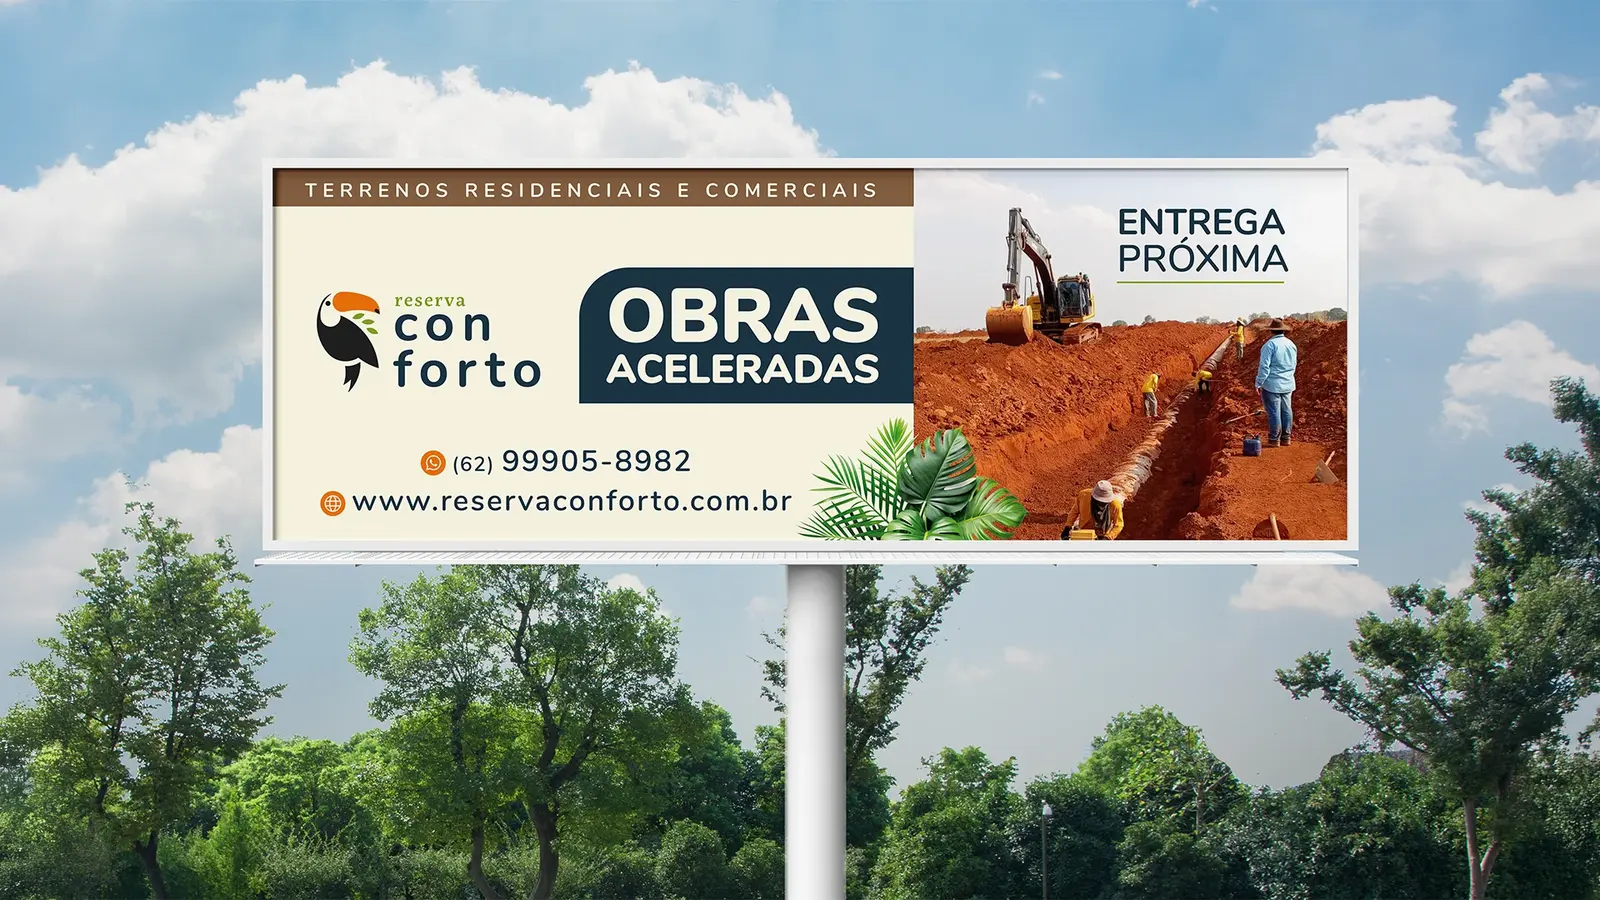 TERRENOS RESIDENCIAIS E COMERCIAIS
reserva
con
forto
OBRAS
ACELERADAS
(62) 99905-8982
www.reservaconforto.com.br
ENTREGA
PRÓXIMA